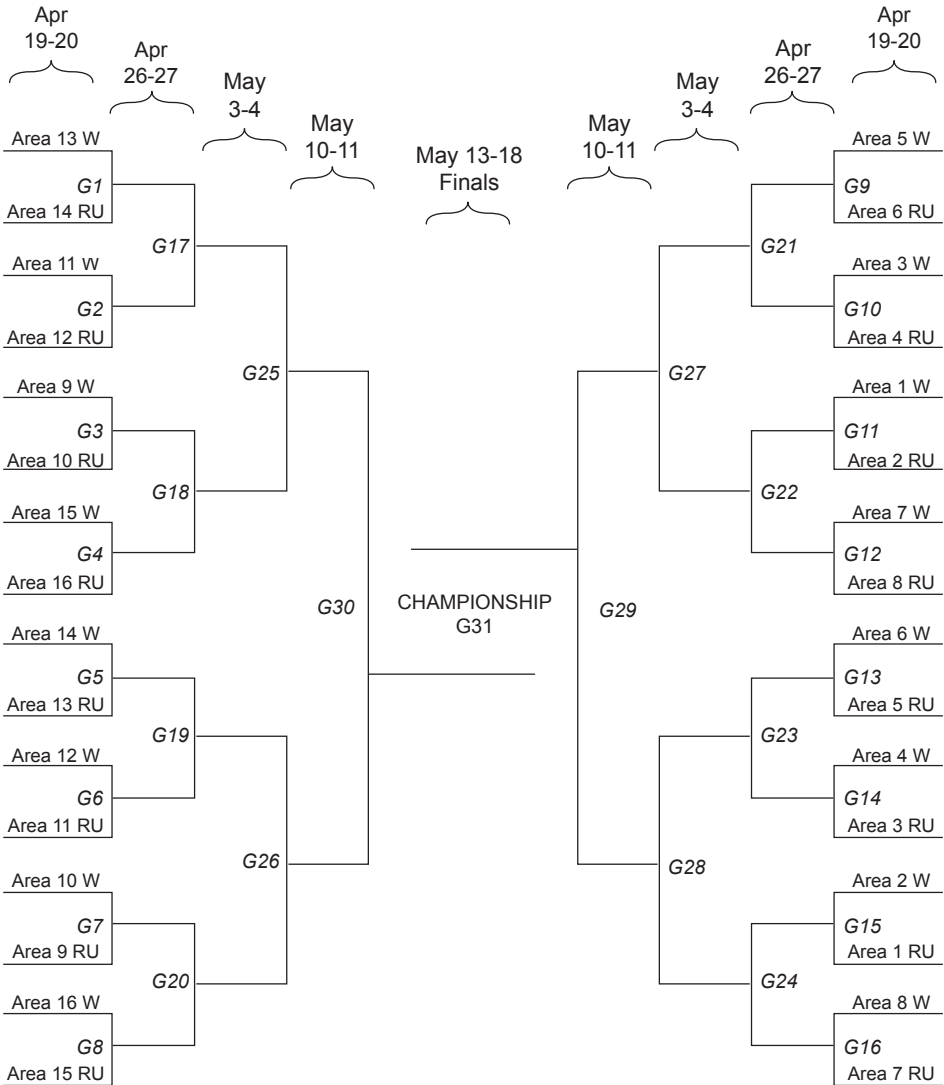 Apr
19-20
Apr
26-27
May
3-4
May
10-11
May 13-18
Finals
May
10-11
May
3-4
Apr
26-27
Apr
19-20
Area 13 W
G1
Area 14 RU
G17
Area 11 W
G2
Area 12 RU
G25
Area 9 W
G3
Area 10 RU
G18
Area 15 W
G4
Area 16 RU
G30
Area 14 W
G5
Area 13 RU
G19
Area 12 W
G6
Area 11 RU
G26
Area 10 W
G7
Area 9 RU
G20
Area 16 W
G8
Area 15 RU
CHAMPIONSHIP
G31
Area 5 W
G9
Area 6 RU
G21
Area 3 W
G10
Area 4 RU
G27
Area 1 W
G11
Area 2 RU
G22
Area 7 W
G12
Area 8 RU
G29
Area 6 W
G13
Area 5 RU
G23
Area 4 W
G14
Area 3 RU
G28
Area 2 W
G15
Area 1 RU
G24
Area 8 W
G16
Area 7 RU